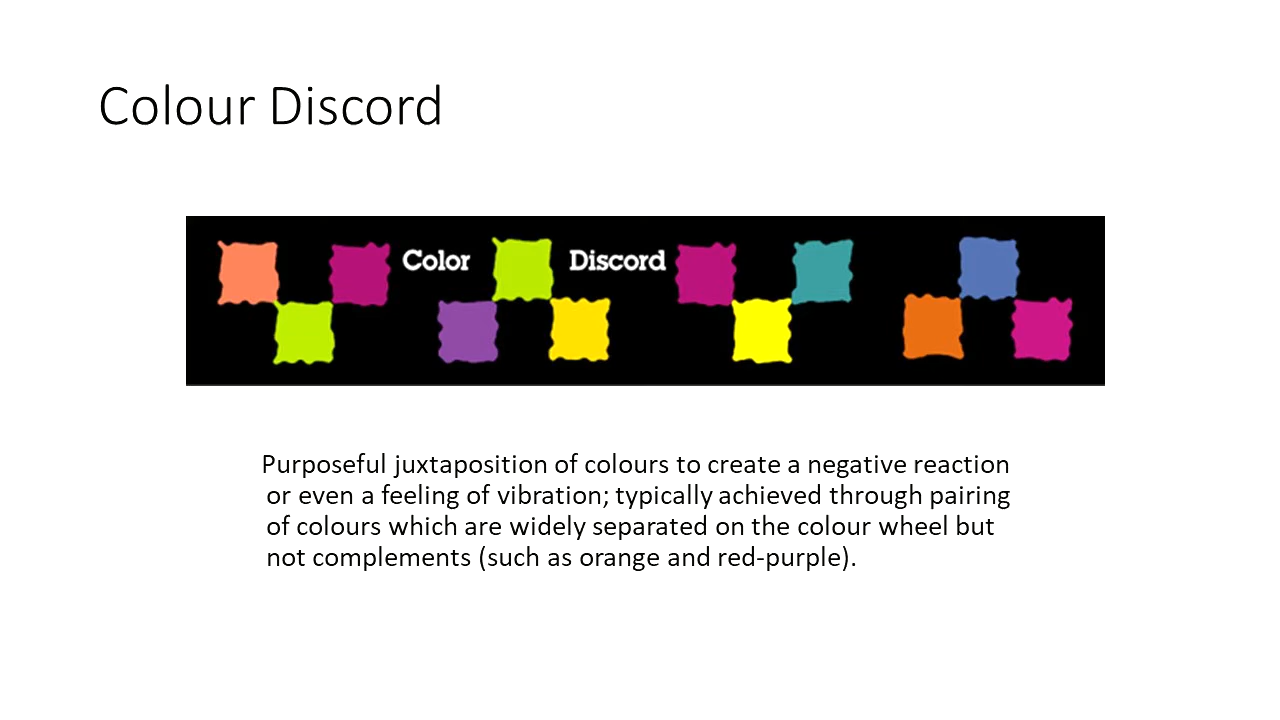 Colour Discord
Color Discord
Purposeful juxtaposition of colours to create a negative reaction
or even a feeling of vibration; typically achieved through pairing
of colours which are widely separated on the colour wheel but
not complements (such as orange and red-purple).